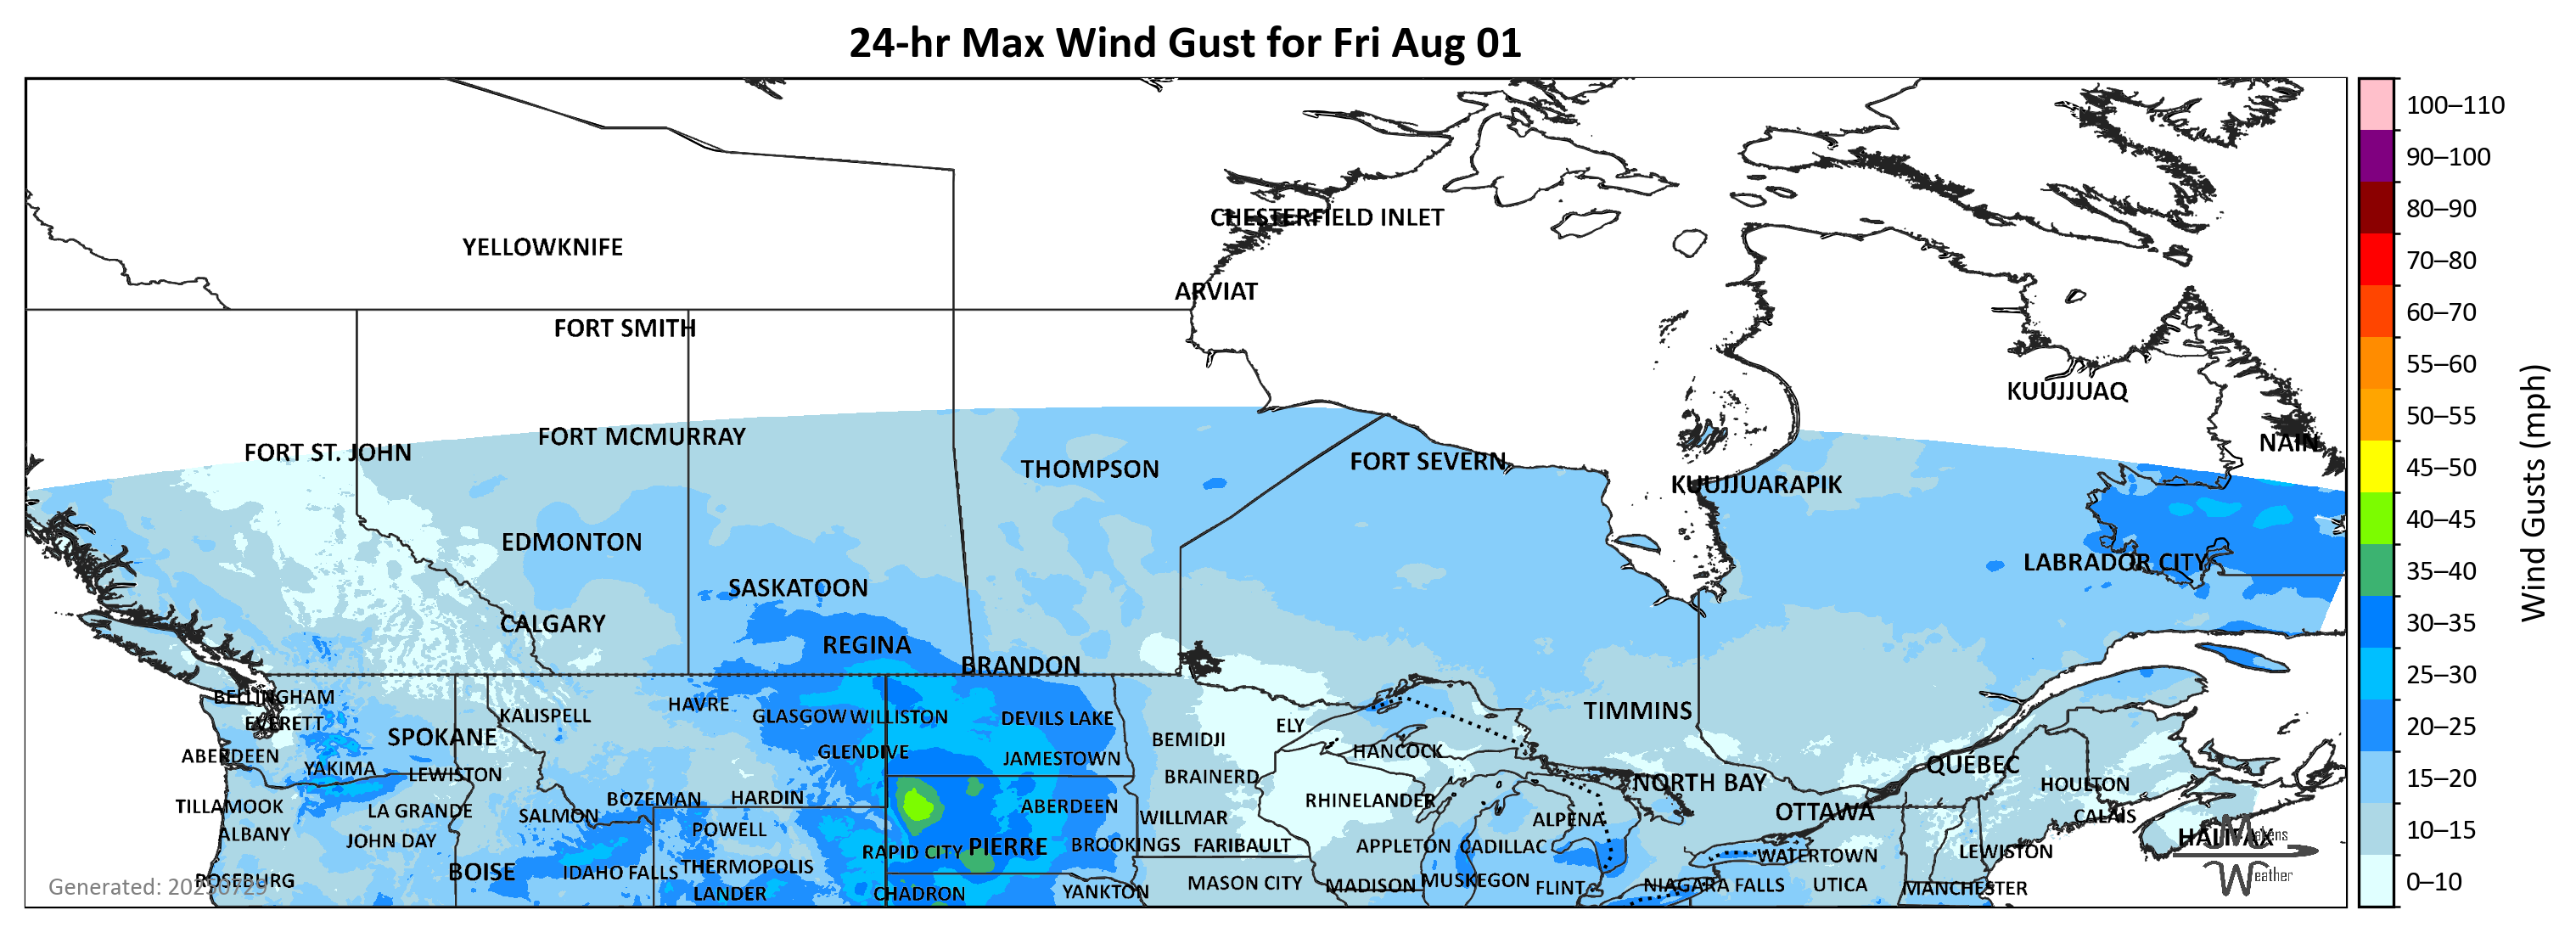 24-hr Max Wind Gust for Fri Aug 01
100–110
90–100
80–90
70–80
60–70
55–60
50–55
45–50
40–45
35–40
30–35
25–30
20–25
15–20
10–15
0–10
Wind Gusts (mph)
CHESTERFIELD INLET
YELLOWKNIFE
ARVIAT
FORT SMITH
KUUJJUAQ
FORT MCMURRAY
NAIN
FORT ST. JOHN
FORT SEVERN
THOMPSON
KUUJJUARAPIK
EDMONTON
LABRADOR CITY
SASKATOON
CALGARY
REGINA
BRANDON
BELLINGHAM
HAVRE
KALISPELL
GLASGOW
WILLISTON
DEVILS LAKE
TIMMINS
EVERETT
ELY
SPOKANE
BEMIDJI
HANCOCK
GLENDIVE
ABERDEEN
JAMESTOWN
QUEBEC
YAKIMA
LEWISTON
BRAINERD
NORTH BAY
HOULTON
BOZEMAN
HARDIN
RHINELANDER
TILLAMOOK
LA GRANDE
ABERDEEN
OTTAWA
SALMON
WILLMAR
ALPENA
CALAIS
POWELL
ALBANY
JOHN DAY
HALIFAX
Makens
Weather
RAPID CITY
PIERRE
BROOKINGS
FARIBAULT
APPLETON
CADILLAC
LEWISTON
WATERTOWN
BOISE
IDAHO FALLS
THERMOPOLIS
ROSEBURG
MASON CITY
MADISON
MUSKEGON
FLINT
NIAGARA FALLS
UTICA
MANCHESTER
LANDER
CHADRON
YANKTON
Generated: 20250729